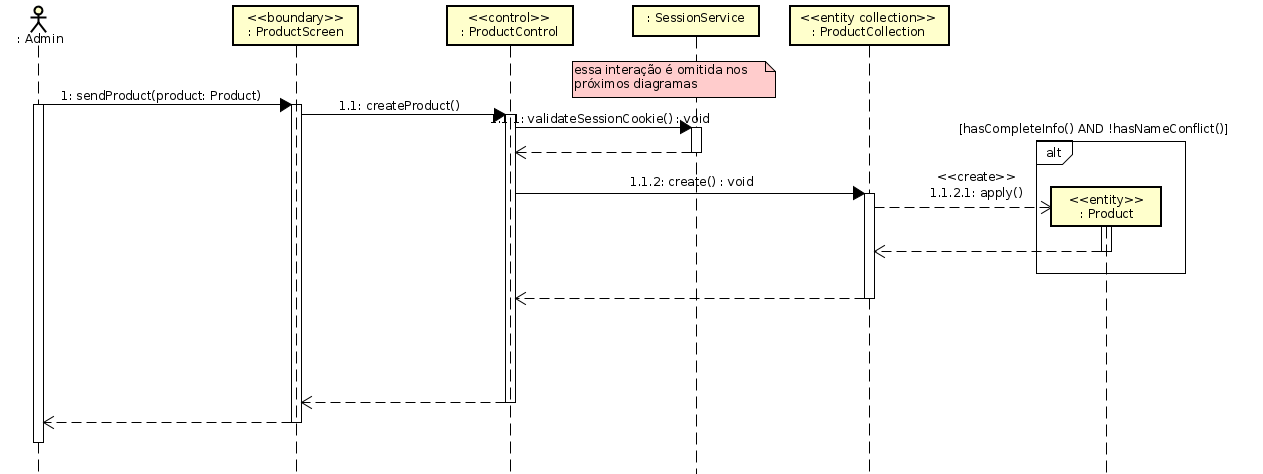 <<boundary>>
: ProductScreen
<<control>>
: ProductControl
: SessionService
<<entity collection>>
: ProductCollection
: Admin
essa interação é omitida nos
próximos diagramas
1: sendProduct(product: Product)
1.1: createProduct()
1.1.1: validateSessionCookie() : void
[hasCompleteInfo() AND !hasNameConflict()]
alt
<<create>>
1.1.2: create() : void
1.1.2.1: apply()
<<entity>>
: Product